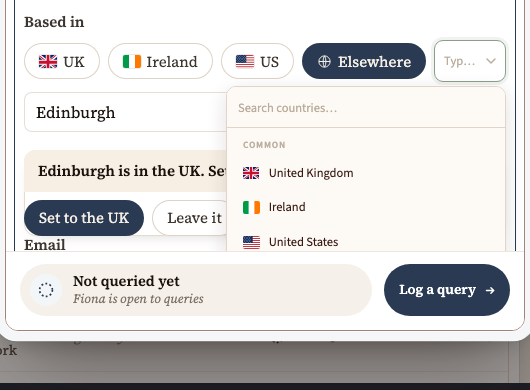 Based in
UK
Ireland
US
Elsewhere
Typ…
Edinburgh
Search countries…
COMMON
Edinburgh is in the UK. Se
United Kingdom
Set to the UK
Leave it
Ireland
Email
United States
Not queried yet
Fiona is open to queries
Log a query →
ork